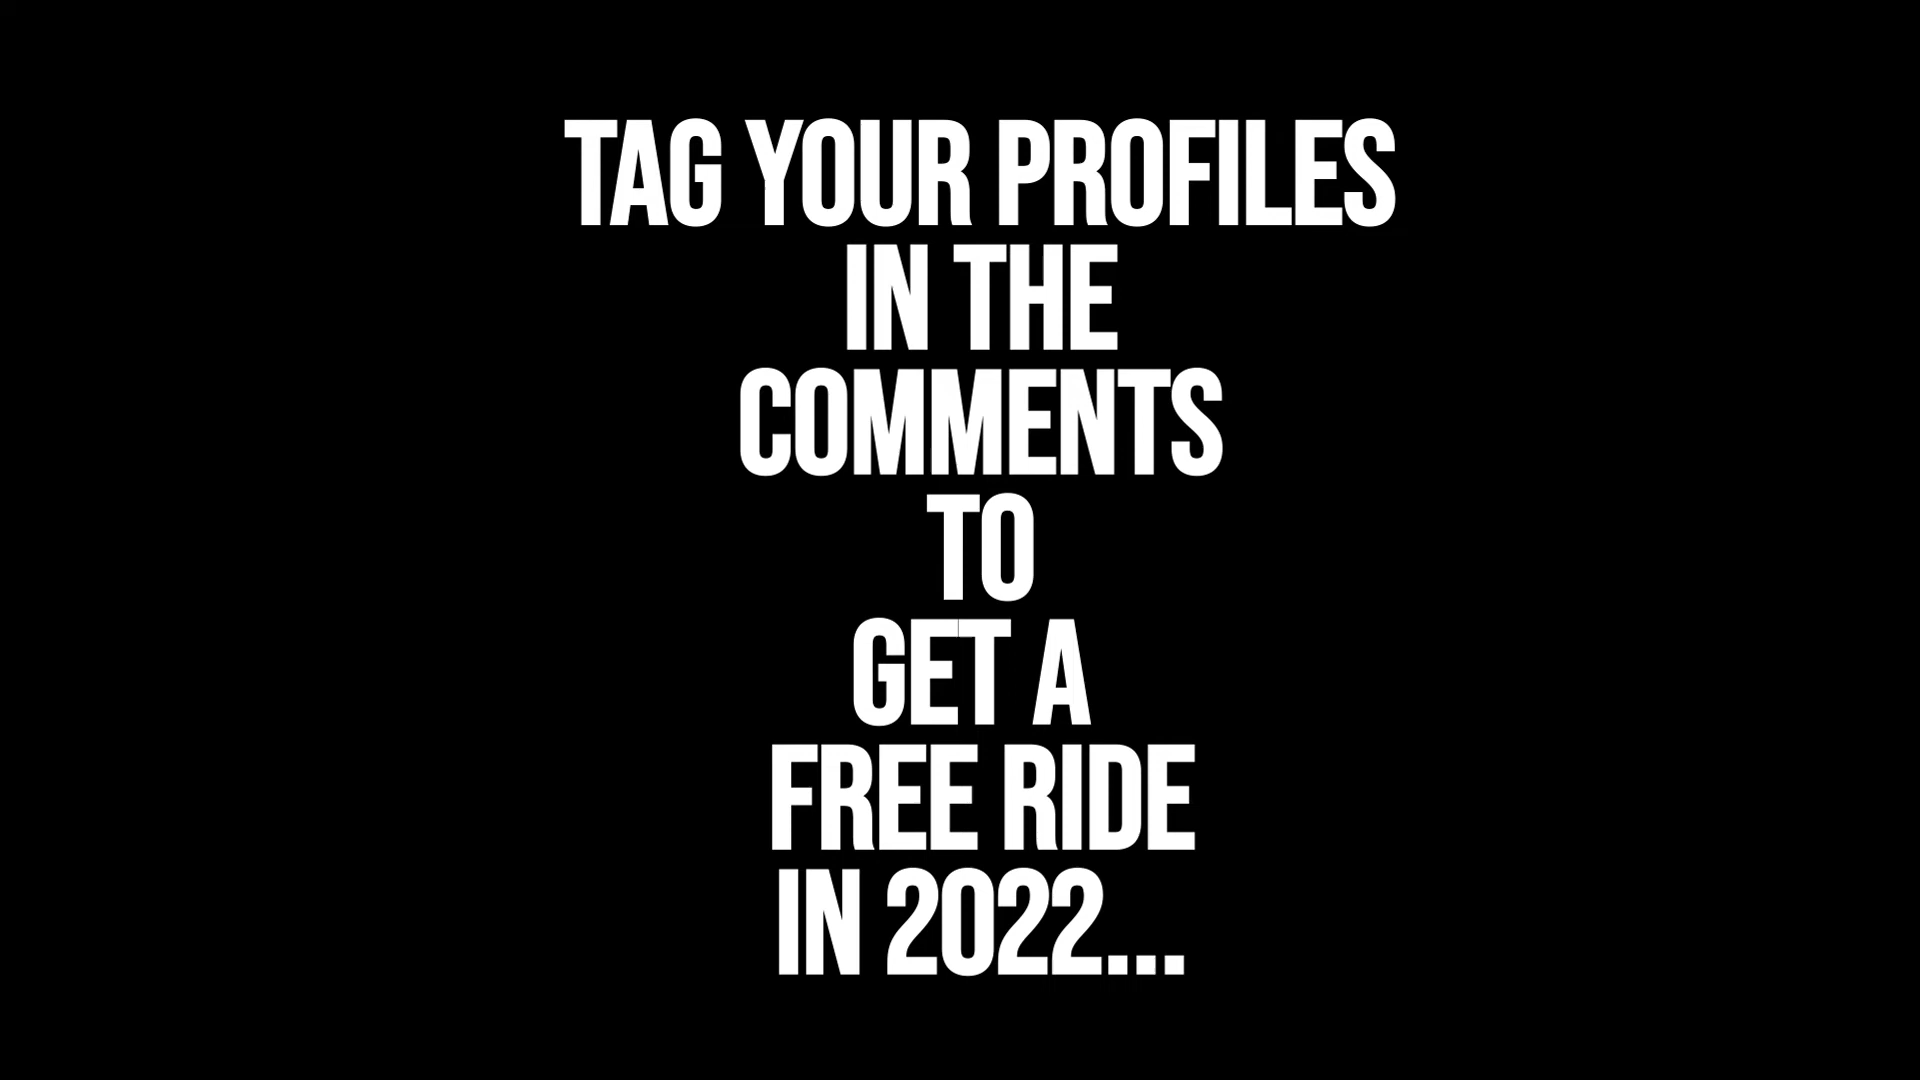 TAG YOUR PROFILES
IN THE
COMMENTS
TO
GET A
FREE RIDE
IN 2022...